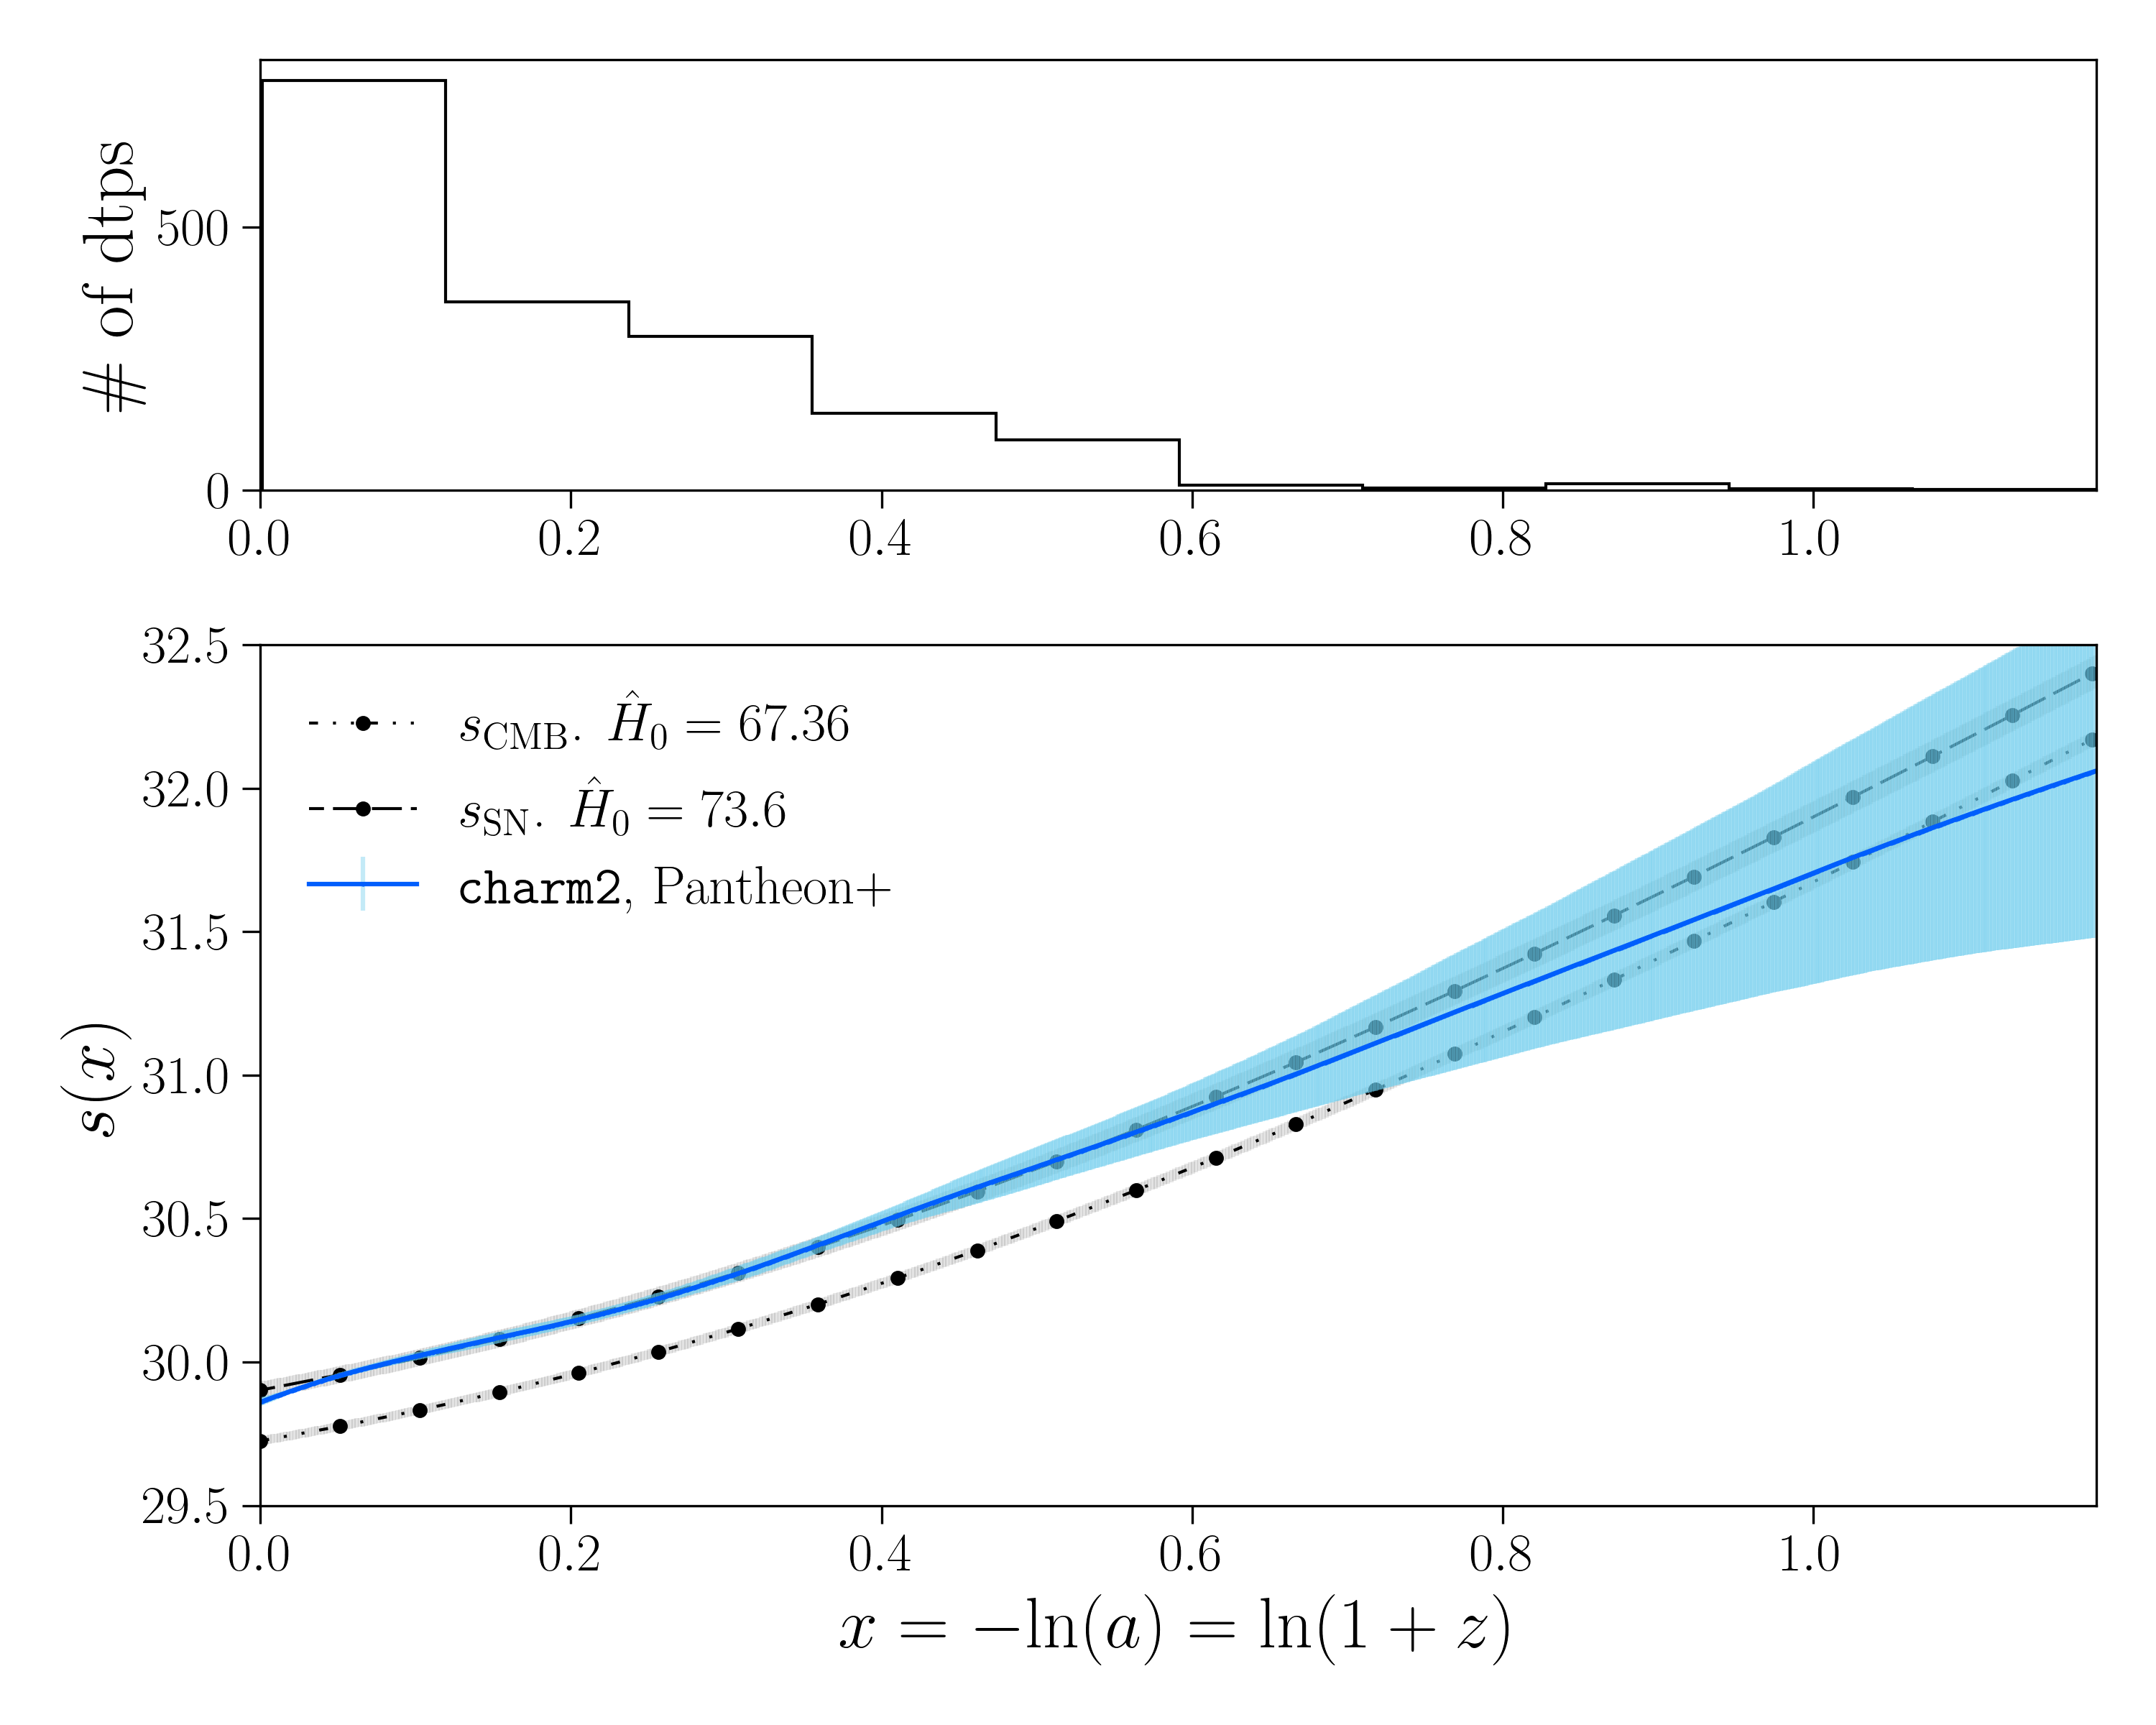 # of dtps
500
0
0.0 0.2 0.4 0.6 0.8 1.0
s(x)
32.5
32.0
31.5
31.0
30.5
30.0
29.5
s_CMB. Ĥ₀ = 67.36
s_SN. Ĥ₀ = 73.6
charm2, Pantheon+
0.0 0.2 0.4 0.6 0.8 1.0
x = −ln(a) = ln(1 + z)